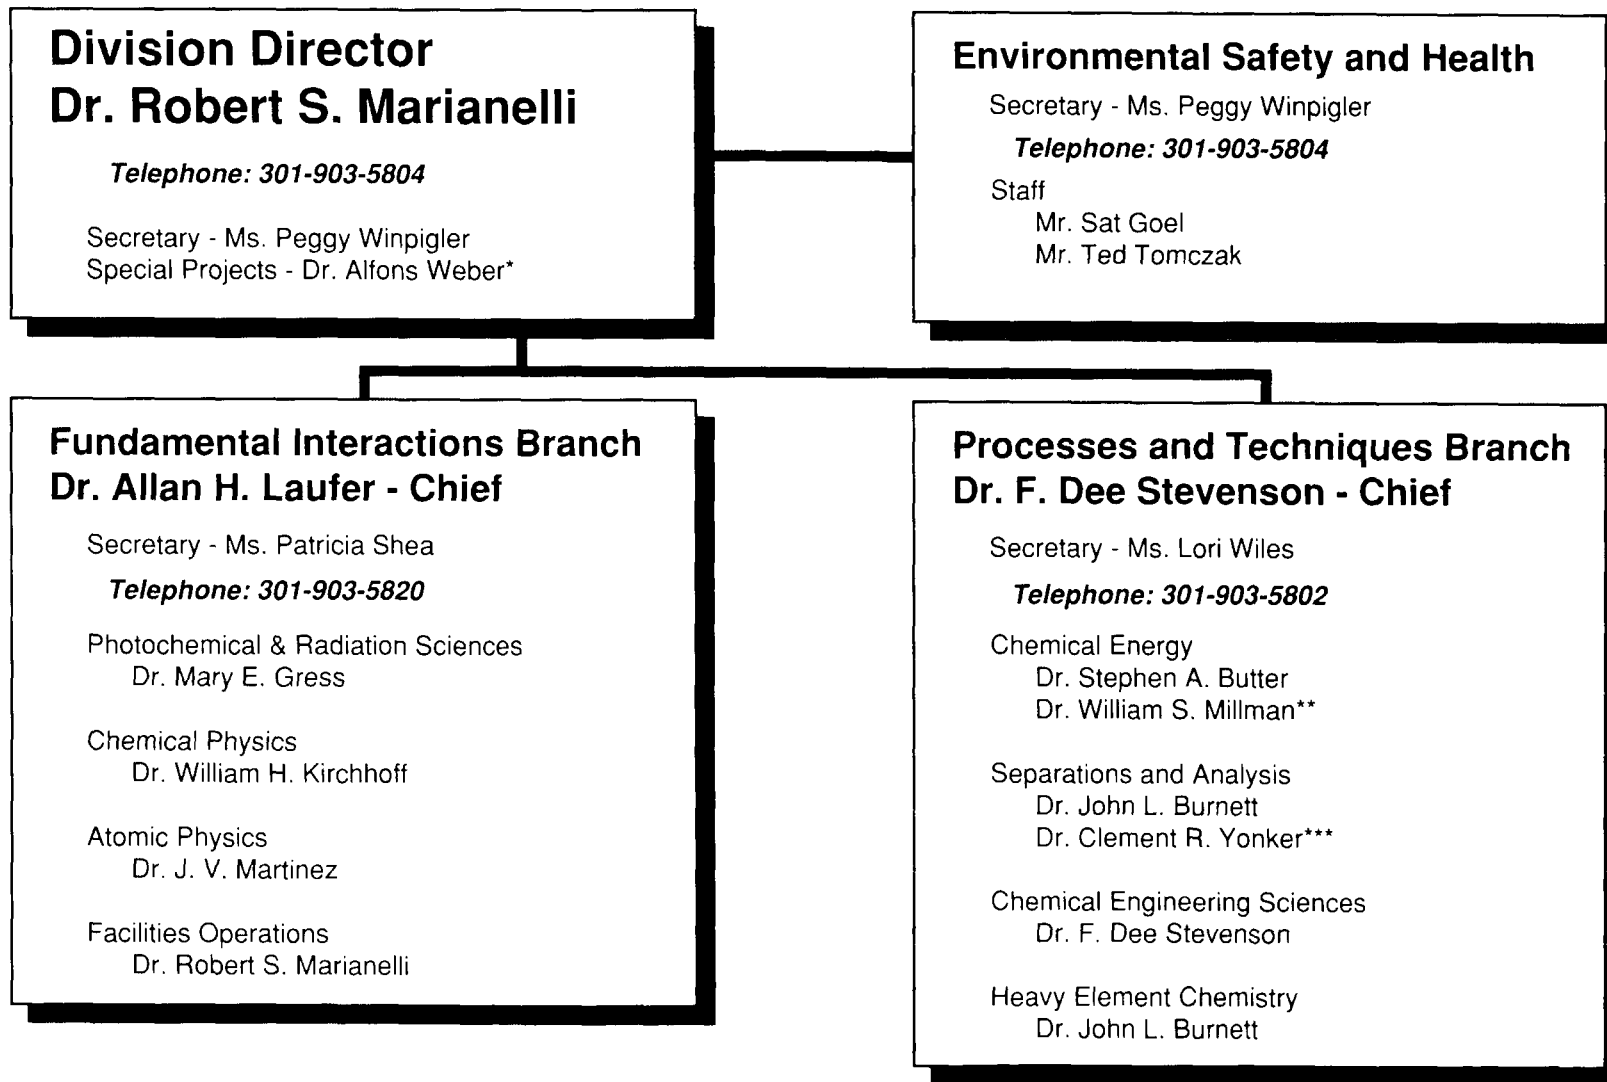 Division Director
Dr. Robert S. Marianelli
Telephone: 301-903-5804
Secretary - Ms. Peggy Winpigler
Special Projects - Dr. Alfons Weber*
Environmental Safety and Health
Secretary - Ms. Peggy Winpigler
Telephone: 301-903-5804
Staff
Mr. Sat Goel
Mr. Ted Tomczak
Fundamental Interactions Branch
Dr. Allan H. Laufer - Chief
Secretary - Ms. Patricia Shea
Telephone: 301-903-5820
Photochemical & Radiation Sciences
Dr. Mary E. Gress
Chemical Physics
Dr. William H. Kirchhoff
Atomic Physics
Dr. J. V. Martinez
Facilities Operations
Dr. Robert S. Marianelli
Processes and Techniques Branch
Dr. F. Dee Stevenson - Chief
Secretary - Ms. Lori Wiles
Telephone: 301-903-5802
Chemical Energy
Dr. Stephen A. Butter
Dr. William S. Millman**
Separations and Analysis
Dr. John L. Burnett
Dr. Clement R. Yonker***
Chemical Engineering Sciences
Dr. F. Dee Stevenson
Heavy Element Chemistry
Dr. John L. Burnett